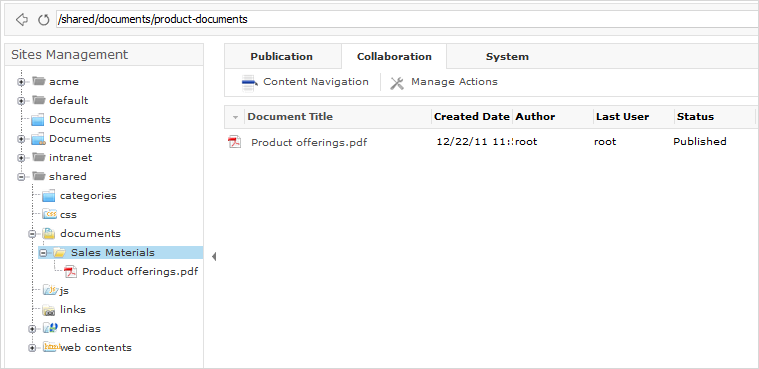 /shared/documents/product-documents
Sites Management
acme
default
Documents
Documents
intranet
shared
categories
css
documents
Sales Materials
Product offerings.pdf
js
links
medias
web contents
Publication
Collaboration
System
Content Navigation
Manage Actions
Document Title Created Date Author Last User Status
Product offerings.pdf 12/22/11 11: root root Published